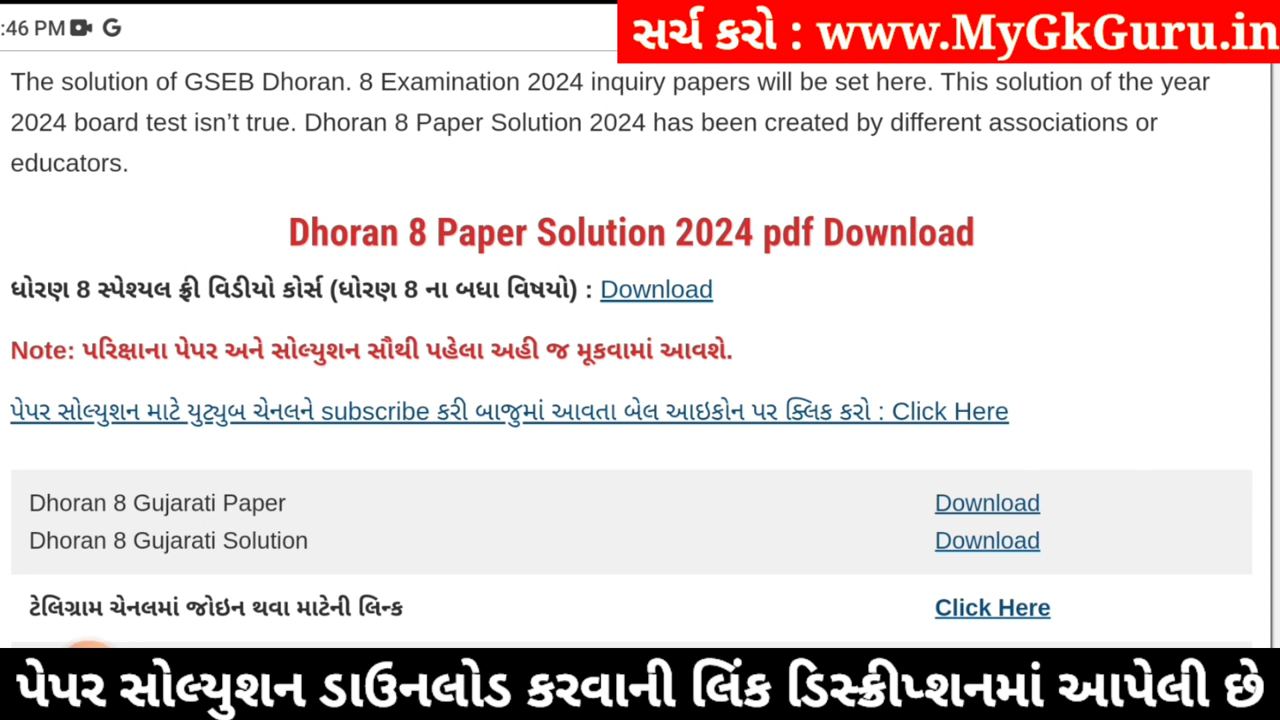 :46 PM
સર્ચ કરો : www.MyGkGuru.in
The solution of GSEB Dhoran. 8 Examination 2024 inquiry papers will be set here. This solution of the year
2024 board test isn’t true. Dhoran 8 Paper Solution 2024 has been created by different associations or
educators.
Dhoran 8 Paper Solution 2024 pdf Download
ધોરણ 8 સ્પેશ્યલ ફ્રી વિડીયો કોર્સ (ધોરણ 8 ના બધા વિષયો) : Download
Note: પરિક્ષાના પેપર અને સોલ્યુશન સૌથી પહેલા અહી જ મૂકવામાં આવશે.
પેપર સોલ્યુશન માટે યુટ્યુબ ચેનલને subscribe કરી બાજુમાં આવતા બેલ આઇકોન પર ક્લિક કરો : Click Here
Dhoran 8 Gujarati Paper Download
Dhoran 8 Gujarati Solution Download
ટેલિગ્રામ ચેનલમાં જોઇન થવા માટેની લિન્ક Click Here
પેપર સોલ્યુશન ડાઉનલોડ કરવાની લિંક ડિસ્ક્રીપ્શનમાં આપેલી છે